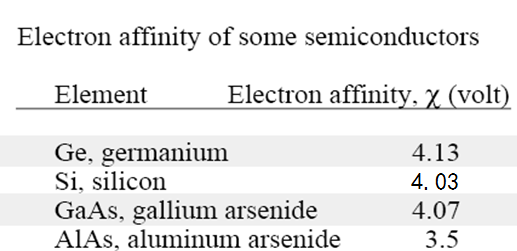 Electron affinity of some semiconductors
Element Electron affinity, χ (volt)
Ge, germanium 4.13
Si, silicon 4.03
GaAs, gallium arsenide 4.07
AlAs, aluminum arsenide 3.5